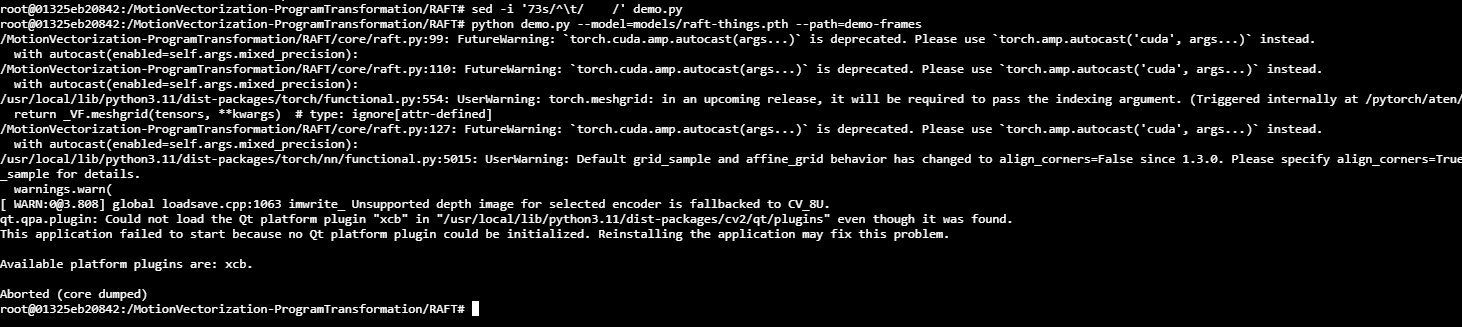 root@01325eb20842:/MotionVectorization-ProgramTransformation/RAFT# sed -i '73s/^\t/    /' demo.py
root@01325eb20842:/MotionVectorization-ProgramTransformation/RAFT# python demo.py --model=models/raft-things.pth --path=demo-frames
/MotionVectorization-ProgramTransformation/RAFT/core/raft.py:99: FutureWarning: `torch.cuda.amp.autocast(args...)` is deprecated. Please use `torch.amp.autocast('cuda', args...)` instead.
  with autocast(enabled=self.args.mixed_precision):
/MotionVectorization-ProgramTransformation/RAFT/core/raft.py:110: FutureWarning: `torch.cuda.amp.autocast(args...)` is deprecated. Please use `torch.amp.autocast('cuda', args...)` instead.
  with autocast(enabled=self.args.mixed_precision):
/usr/local/lib/python3.11/dist-packages/torch/functional.py:554: UserWarning: torch.meshgrid: in an upcoming release, it will be required to pass the indexing argument. (Triggered internally at /pytorch/aten/
  return _VF.meshgrid(tensors, **kwargs)  # type: ignore[attr-defined]
/MotionVectorization-ProgramTransformation/RAFT/core/raft.py:127: FutureWarning: `torch.cuda.amp.autocast(args...)` is deprecated. Please use `torch.amp.autocast('cuda', args...)` instead.
  with autocast(enabled=self.args.mixed_precision):
/usr/local/lib/python3.11/dist-packages/torch/nn/functional.py:5015: UserWarning: Default grid_sample and affine_grid behavior has changed to align_corners=False since 1.3.0. Please specify align_corners=True
_sample for details.
  warnings.warn(
[ WARN:0@3.808] global loadsave.cpp:1063 imwrite_ Unsupported depth image for selected encoder is fallbacked to CV_8U.
qt.qpa.plugin: Could not load the Qt platform plugin "xcb" in "/usr/local/lib/python3.11/dist-packages/cv2/qt/plugins" even though it was found.
This application failed to start because no Qt platform plugin could be initialized. Reinstalling the application may fix this problem.

Available platform plugins are: xcb.

Aborted (core dumped)
root@01325eb20842:/MotionVectorization-ProgramTransformation/RAFT#